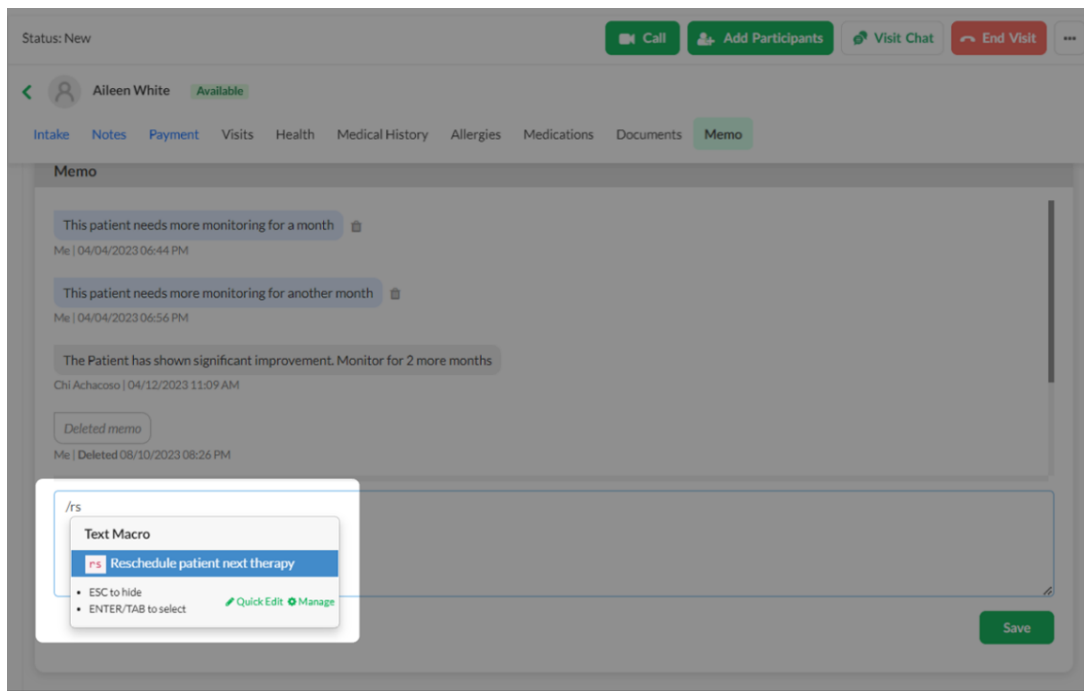 Status: New
Call
Add Participants
Visit Chat
End Visit
Aileen White
Available
Intake Notes Payment Visits Health Medical History Allergies Medications Documents Memo
Memo
This patient needs more monitoring for a month
Me | 04/04/2023 06:44 PM
This patient needs more monitoring for another month
Me | 04/04/2023 06:56 PM
The Patient has shown significant improvement. Monitor for 2 more months
Chi Achacoso | 04/12/2023 11:09 AM
Deleted memo
Me | Deleted 08/10/2023 08:26 PM
/rs
Text Macro
rs Reschedule patient next therapy
ESC to hide
ENTER/TAB to select
Quick Edit Manage
Save